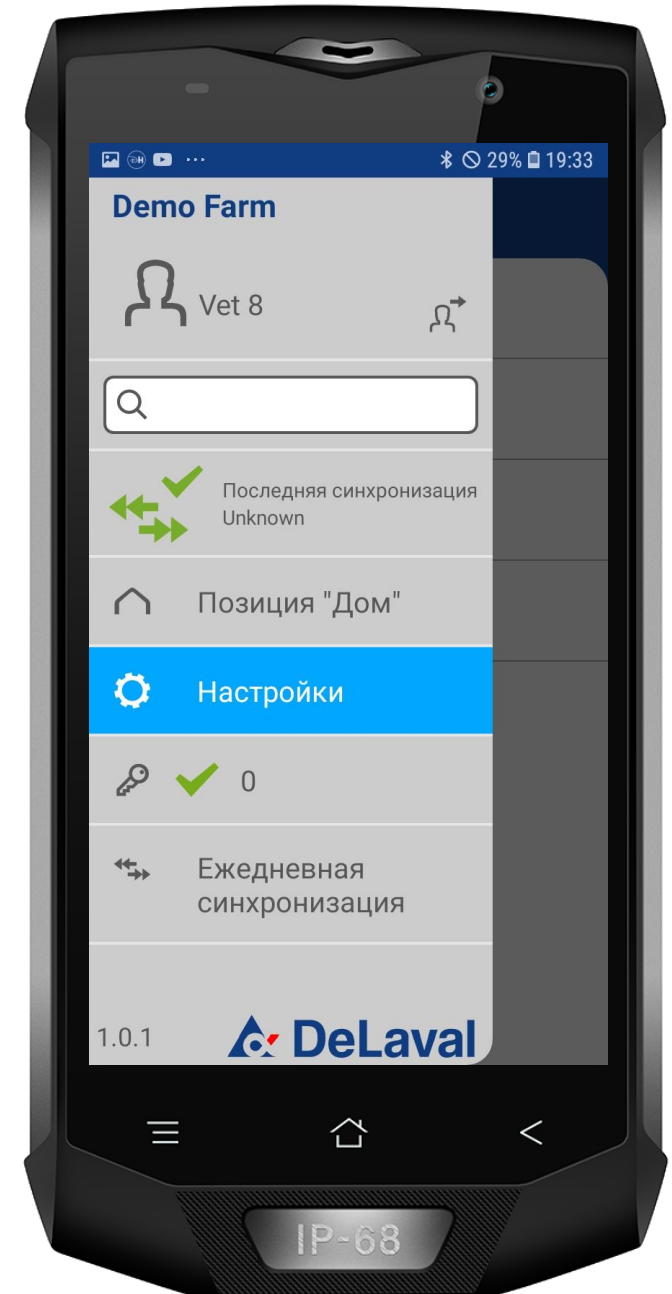 29% 19:33
Demo Farm
Vet 8
Последняя синхронизация
Unknown
Позиция "Дом"
Настройки
0
Ежедневная
синхронизация
1.0.1
DeLaval
IP-68